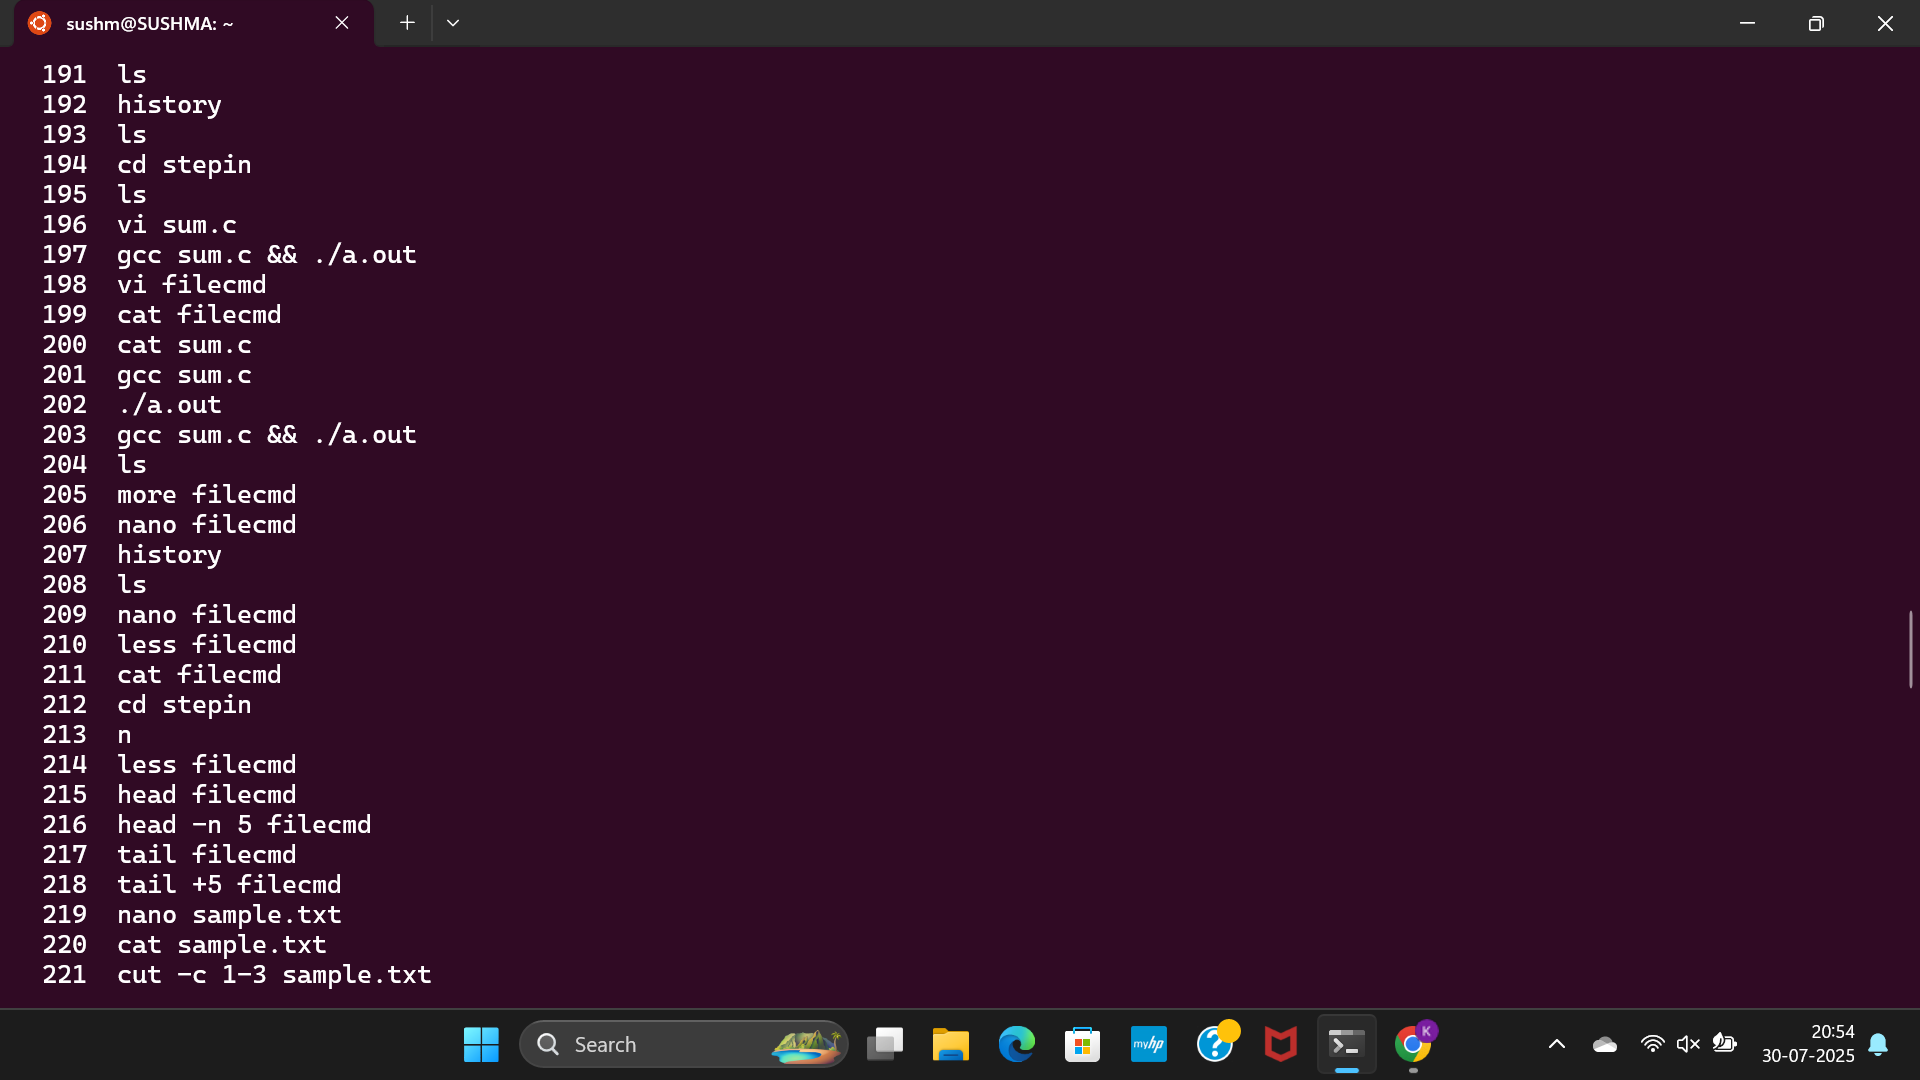 sushm@SUSHMA: ~
191 ls
192 history
193 ls
194 cd stepin
195 ls
196 vi sum.c
197 gcc sum.c && ./a.out
198 vi filecmd
199 cat filecmd
200 cat sum.c
201 gcc sum.c
202 ./a.out
203 gcc sum.c && ./a.out
204 ls
205 more filecmd
206 nano filecmd
207 history
208 ls
209 nano filecmd
210 less filecmd
211 cat filecmd
212 cd stepin
213 n
214 less filecmd
215 head filecmd
216 head -n 5 filecmd
217 tail filecmd
218 tail +5 filecmd
219 nano sample.txt
220 cat sample.txt
221 cut -c 1-3 sample.txt
Search
myhp
K
20:54
30-07-2025